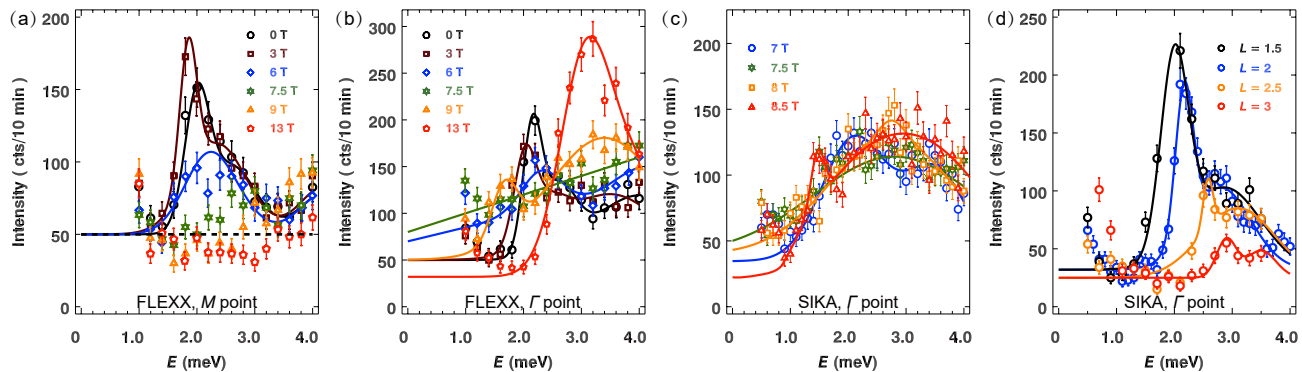 (a)
Intensity ( cts/10 min)
200
150
100
50
0
0 T
3 T
6 T
7.5 T
9 T
13 T
FLEXX, M point
0
1.0
2.0
3.0
4.0
E (meV)
(b)
Intensity ( cts/10 min)
300
250
200
150
100
50
0
0 T
3 T
6 T
7.5 T
9 T
13 T
FLEXX, Γ point
0
1.0
2.0
3.0
4.0
E (meV)
(c)
Intensity ( cts/10 min)
200
150
100
50
0
7 T
7.5 T
8 T
8.5 T
SIKA, Γ point
0
1.0
2.0
3.0
4.0
E (meV)
(d)
Intensity ( cts/10 min)
250
200
150
100
50
0
L = 1.5
L = 2
L = 2.5
L = 3
SIKA, Γ point
0
1.0
2.0
3.0
4.0
E (meV)